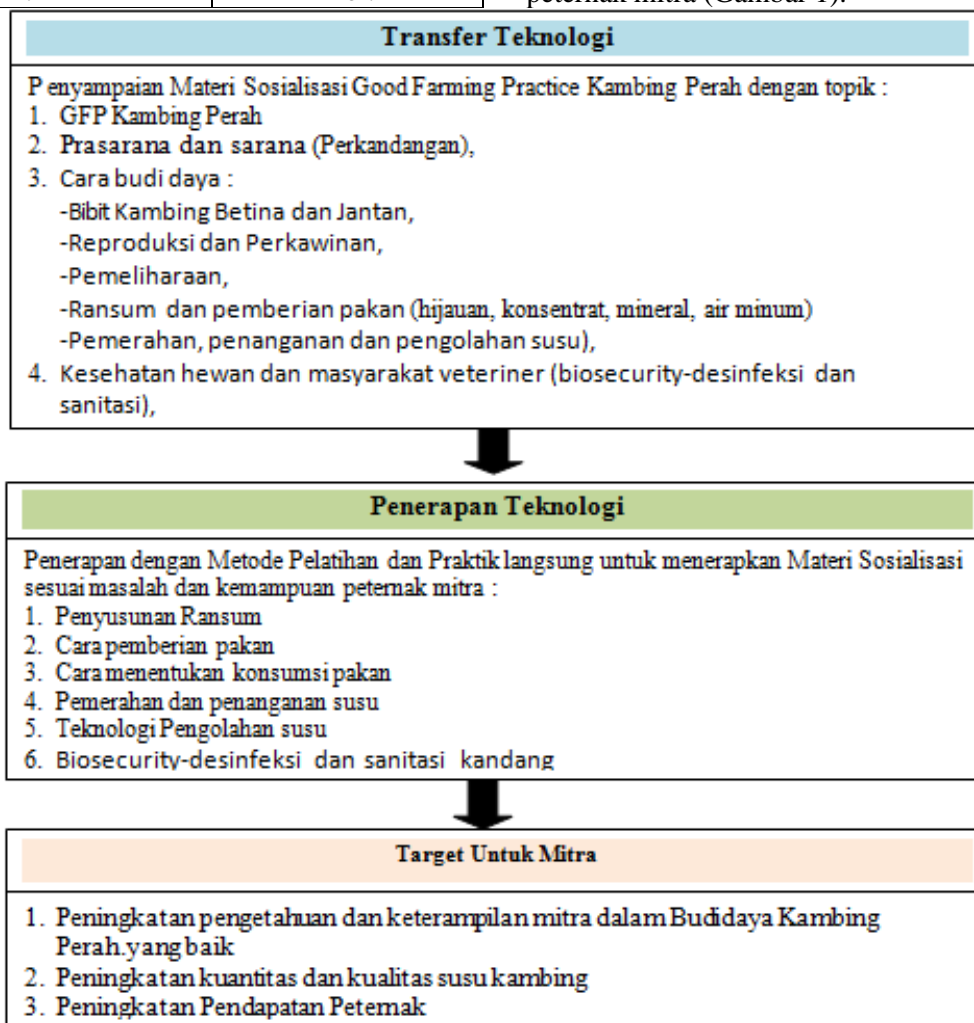 peternak mitra (Gambar 1).
Transfer Teknologi
Penyampaian Materi Sosialisasi Good Farming Practice Kambing Perah dengan topik :
1. GFP Kambing Perah
2. Prasarana dan sarana (Perkandangan),
3. Cara budi daya :
-Bibit Kambing Betina dan Jantan,
-Reproduksi dan Perkawinan,
-Pemeliharaan,
-Ransum dan pemberian pakan (hijauan, konsentrat, mineral, air minum)
-Pemerahan, penanganan dan pengolahan susu),
4. Kesehatan hewan dan masyarakat veteriner (biosecurity-desinfeksi dan
sanitasi),
Penerapan Teknologi
Penerapan dengan Metode Pelatihan dan Praktik langsung untuk menerapkan Materi Sosialisasi
sesuai masalah dan kemampuan peternak mitra :
1. Penyusunan Ransum
2. Cara pemberian pakan
3. Cara menentukan konsumsi pakan
4. Pemerahan dan penanganan susu
5. Teknologi Pengolahan susu
6. Biosecurity-desinfeksi dan sanitasi kandang
Target Untuk Mitra
1. Peningkatan pengetahuan dan keterampilan mitra dalam Budidaya Kambing
Perah.yang baik
2. Peningkatan kuantitas dan kualitas susu kambing
3. Peningkatan Pendapatan Peternak